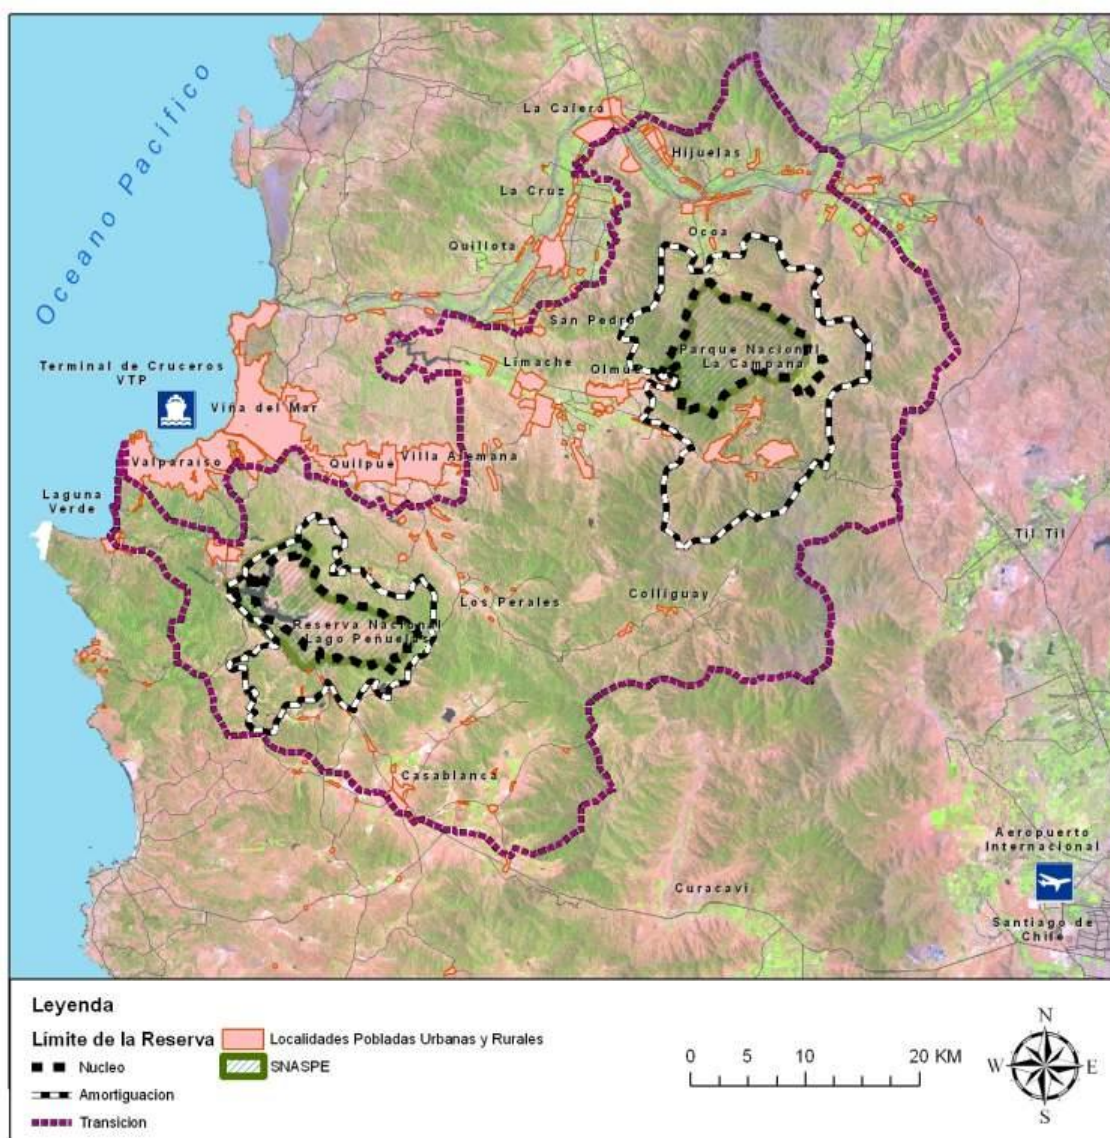 Oceano Pacífico
La Calera
Hijuelas
La Cruz
Ocoa
Quillota
San Pedro
Límache
Olmué
Parque Nacional
La Campana
Terminal de Cruceros
VTP
Viña del Mar
Valparaiso
Quilpue
Villa Alemana
Laguna
Verde
Til Til
Los Perales
Colliguay
Reserva Nacional
Lago Peñuelas
Casablanca
Aeropuerto
Internacional
Curacavi
Santiago de
Chile
Leyenda
Límite de la Reserva
Nucleo
Amortiguacion
Transicion
Localidades Pobladas Urbanas y Rurales
SNASPE
0 5 10 20 KM
N
W E
S